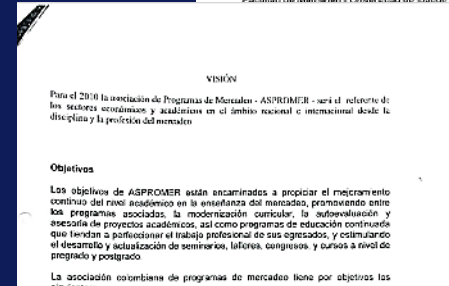 VISIÓN
Para el 2010 la asociación de Programas de Mercadeo - ASPROMER - será el referente de
los sectores económicos y académicos en el ámbito nacional e internacional desde la
disciplina y la profesión del mercadeo
Objetivos
Los objetivos de ASPROMER están encaminados a propiciar el mejoramiento
continuo del nivel académico en la enseñanza del mercadeo, promoviendo entre
los programas asociados, la modernización curricular, la autoevaluación y
asesoría de proyectos académicos, así como programas de educación continuada
que tiendan a perfeccionar el trabajo profesional de sus egresados, y estimulando
el desarrollo y actualización de seminarios, talleres, congresos, y cursos a nivel de
pregrado y postgrado.
La asociación colombiana de programas de mercadeo tiene por objetivos los